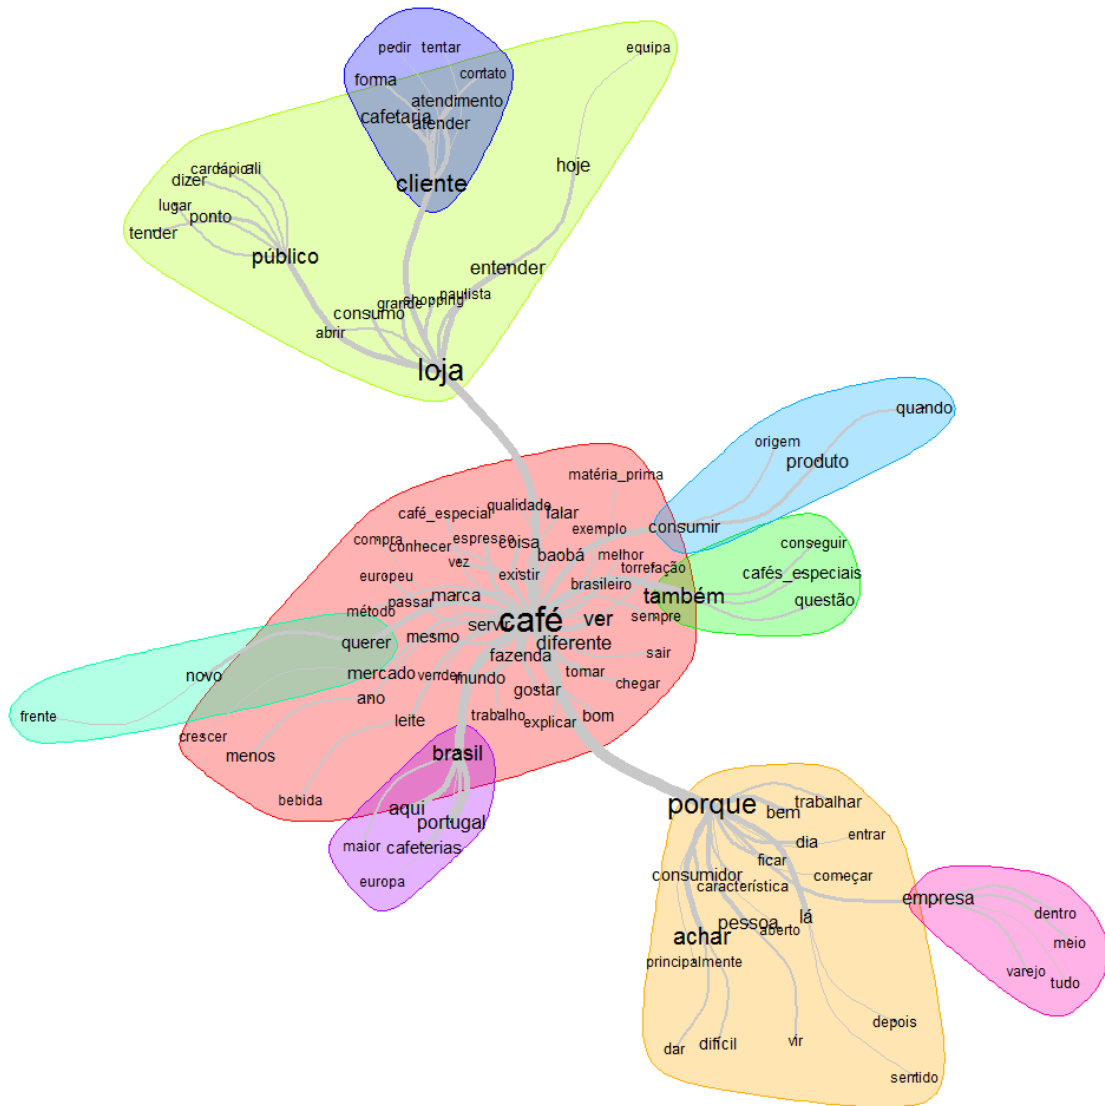 pedir
tentar
equipa
forma
contato
cafetaria
atendimento
atender
cliente
hoje
cardápio
ali
dizer
lugar
ponto
tender
público
entender
consumo
grande
shopping
paulista
abrir
loja
quando
origem
produto
matéria_prima
qualidade
café_especial
falar
exemplo
consumir
compra
conhecer
espresso
coisa
baobá
melhor
conseguir
vez
existir
torrefação
europeu
brasileiro
cafés_especiais
marca
também
questão
método
passar
café
ver
sempre
servir
querer
mesmo
diferente
fazenda
sair
novo
mercado
vender
mundo
tomar
chegar
ano
gostar
frente
leite
trabalho
explicar
bom
crescer
menos
brasil
bebida
aqui
portugal
maior
cafeterias
europa
porque
trabalhar
bem
dia
entrar
ficar
consumidor
característica
começar
empresa
pessoa
lá
aberto
dentro
achar
meio
principalmente
varejo
tudo
depois
dar
difícil
vir
sentido